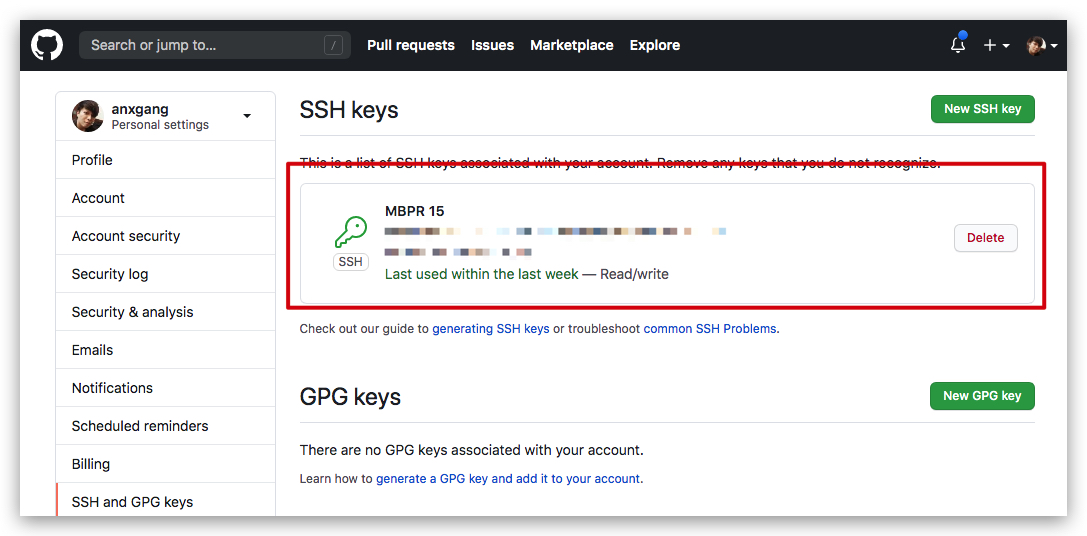 Search or jump to...
/
Pull requests
Issues
Marketplace
Explore
anxgang
Personal settings
Profile
Account
Account security
Security log
Security & analysis
Emails
Notifications
Scheduled reminders
Billing
SSH and GPG keys
SSH keys
New SSH key
This is a list of SSH keys associated with your account. Remove any keys that you do not recognize.
MBPR 15
SSH
Last used within the last week — Read/write
Delete
Check out our guide to generating SSH keys or troubleshoot common SSH Problems.
GPG keys
New GPG key
There are no GPG keys associated with your account.
Learn how to generate a GPG key and add it to your account.